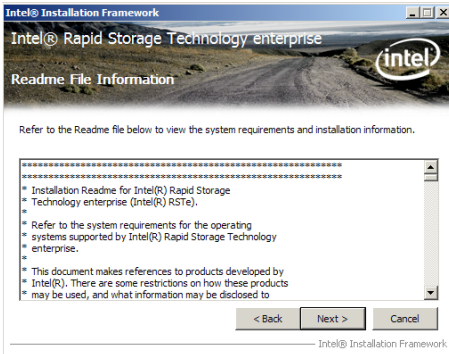 Intel® Installation Framework
Intel® Rapid Storage Technology enterprise
(intel)
Readme File Information
Refer to the Readme file below to view the system requirements and installation information.
************************************************************
************************************************************
* Installation Readme for Intel(R) Rapid Storage
* Technology enterprise (Intel(R) RSTe).
*
* Refer to the system requirements for the operating
* systems supported by Intel(R) Rapid Storage Technology
* enterprise.
*
* This document makes references to products developed by
* Intel(R). There are some restrictions on how these products
* may be used, and what information may be disclosed to
< Back Next > Cancel
Intel® Installation Framework